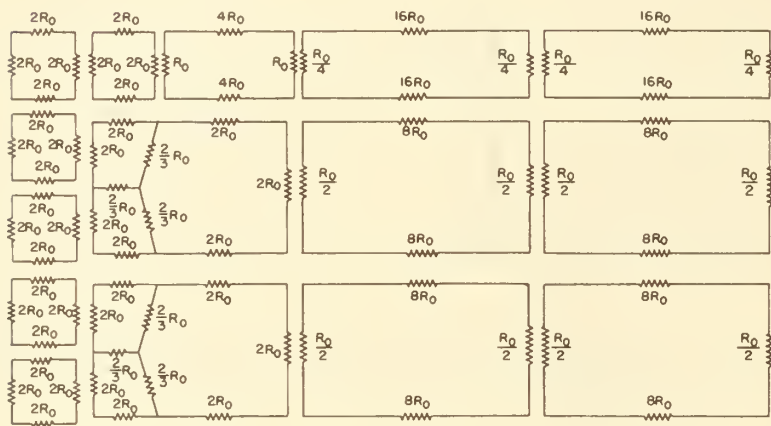 2R₀ 2R₀ 4R₀ 16R₀ 16R₀
2R₀ 2R₀ 2R₀ 2R₀ R₀ R₀ R₀/4 R₀/4 R₀/4 R₀/4
2R₀ 2R₀ 4R₀ 16R₀ 16R₀
2R₀ 2R₀ 2R₀ 8R₀ 8R₀
2R₀ 2R₀ 2R₀ 2/3 R₀
2R₀ 2R₀ R₀/2 R₀/2 R₀/2 R₀/2
2R₀ 2/3 R₀ 2/3 R₀
2R₀ 2R₀ 2R₀
2R₀ 2R₀ 2R₀ 8R₀ 8R₀
2R₀ 2R₀ 2R₀ 8R₀ 8R₀
2R₀ 2R₀ 2R₀ 2/3 R₀
2R₀ 2R₀ R₀/2 R₀/2 R₀/2 R₀/2
2R₀ 2/3 R₀ 2/3 R₀
2R₀ 2R₀ 2R₀
2R₀ 2R₀ 2R₀ 8R₀ 8R₀